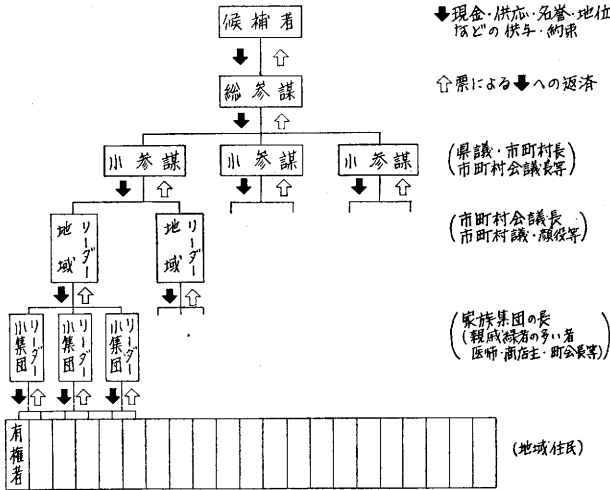 候補者
↓現金・供応・名誉・地位
などの供与・約束
総参謀
⇧票による↓への返済
小参謀
小参謀
小参謀
(県議・市町村長
市町村会議長等)
地域リーダー
地域リーダー
(市町村会議長
市町村議・顔役等)
小集団リーダー
小集団リーダー
小集団リーダー
(家族集団の長
(親戚縁者の多い者
医師・商店主・町会長等))
有権者
(地域住民)